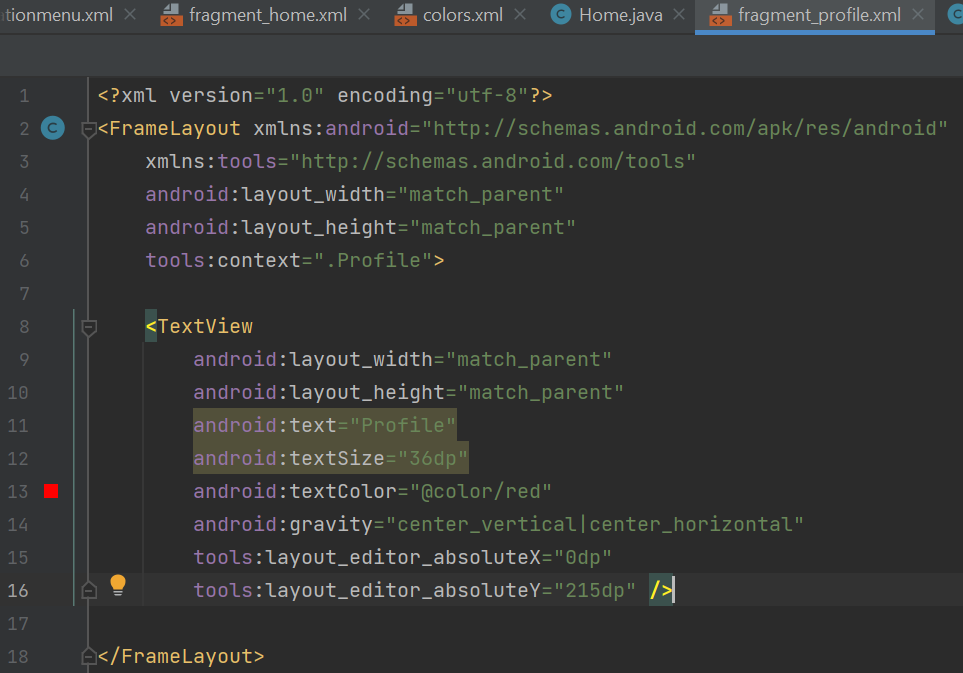 tionmenu.xml fragment_home.xml colors.xml C Home.java fragment_profile.xml C
1 <?xml version="1.0" encoding="utf-8"?>
2 C <FrameLayout xmlns:android="http://schemas.android.com/apk/res/android"
3 xmlns:tools="http://schemas.android.com/tools"
4 android:layout_width="match_parent"
5 android:layout_height="match_parent"
6 tools:context=".Profile">
7
8 <TextView
9 android:layout_width="match_parent"
10 android:layout_height="match_parent"
11 android:text="Profile"
12 android:textSize="36dp"
13 android:textColor="@color/red"
14 android:gravity="center_vertical|center_horizontal"
15 tools:layout_editor_absoluteX="0dp"
16 tools:layout_editor_absoluteY="215dp" />
17
18 </FrameLayout>